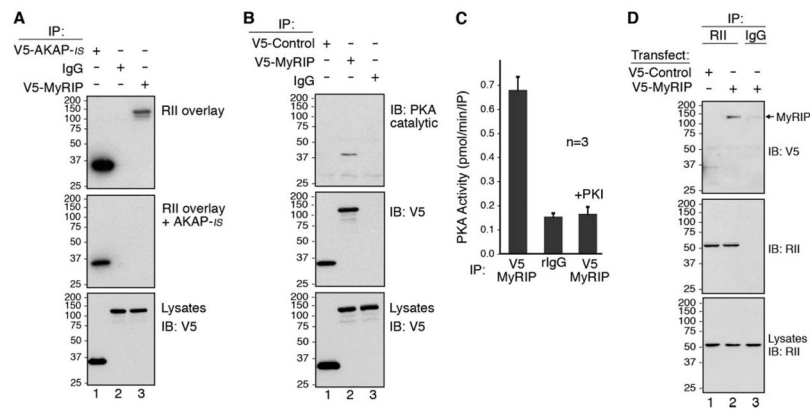 A
IP:
V5-AKAP-IS + – –
IgG – + –
V5-MyRIP – – +
200
150
100
75
50
37
25
RII overlay
200
150
100
75
50
37
25
RII overlay
+ AKAP-IS
200
150
100
75
50
37
25
Lysates
IB: V5
1 2 3
B
IP:
V5-Control + – –
V5-MyRIP – + –
IgG – – +
200
150
100
75
50
37
25
IB: PKA
catalytic
200
150
100
75
50
37
25
IB: V5
200
150
100
75
50
37
25
Lysates
IB: V5
1 2 3
C
PKA Activity (pmol/min/IP)
0.7
0.6
0.4
0.2
0.1
0.0
n=3
+PKI
IP: V5 MyRIP rIgG V5 MyRIP
D
IP:
RII IgG
Transfect:
V5-Control + – –
V5-MyRIP – + +
200
150
100
75
50
37
25
MyRIP
IB: V5
200
150
100
75
50
37
25
IB: RII
200
150
100
75
50
37
25
Lysates
IB: RII
1 2 3